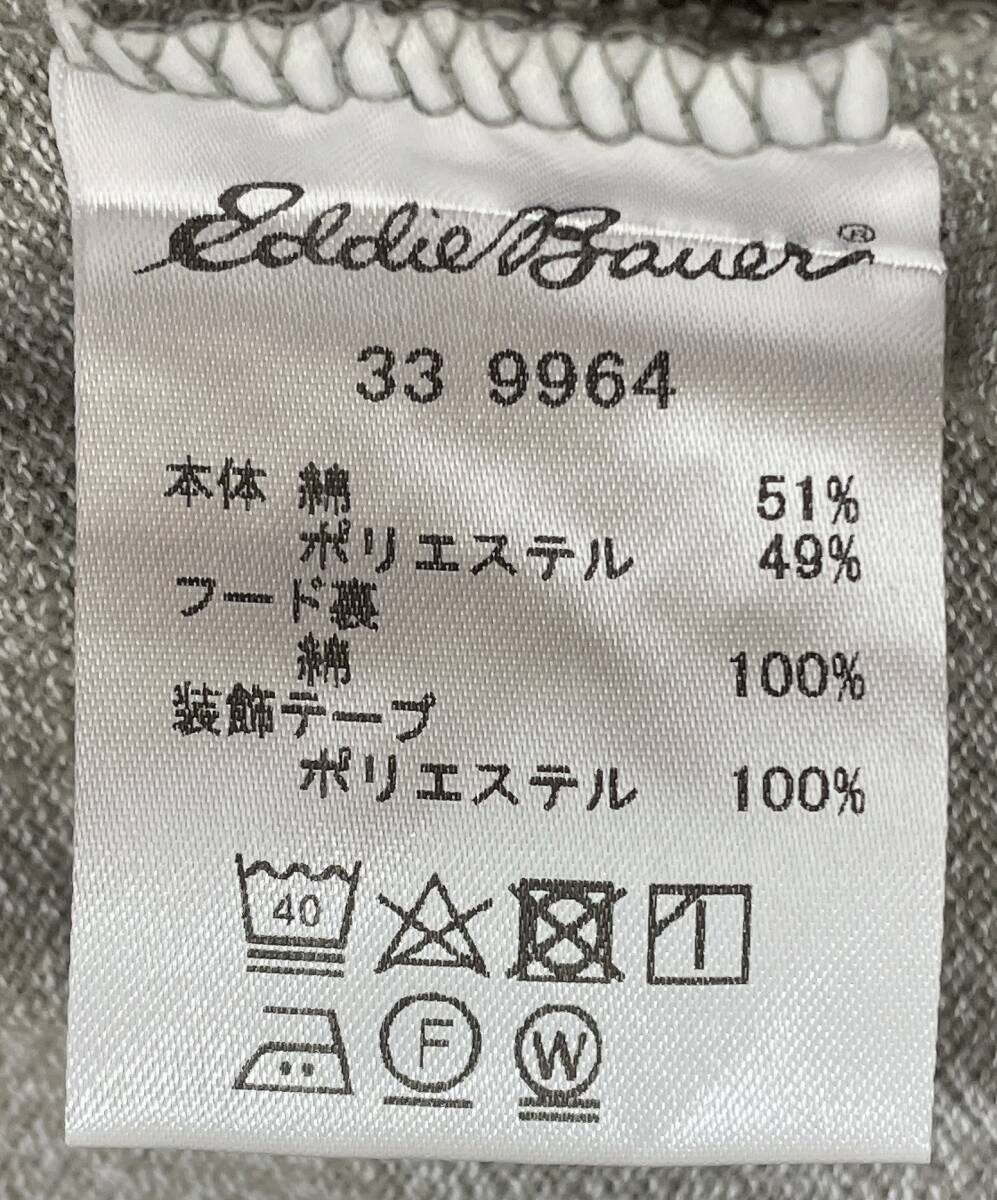 Eddie Bauer®
33 9964
本体 綿 51%
ポリエステル 49%
フード裏
綿 100%
装飾テープ
ポリエステル 100%
40
F W